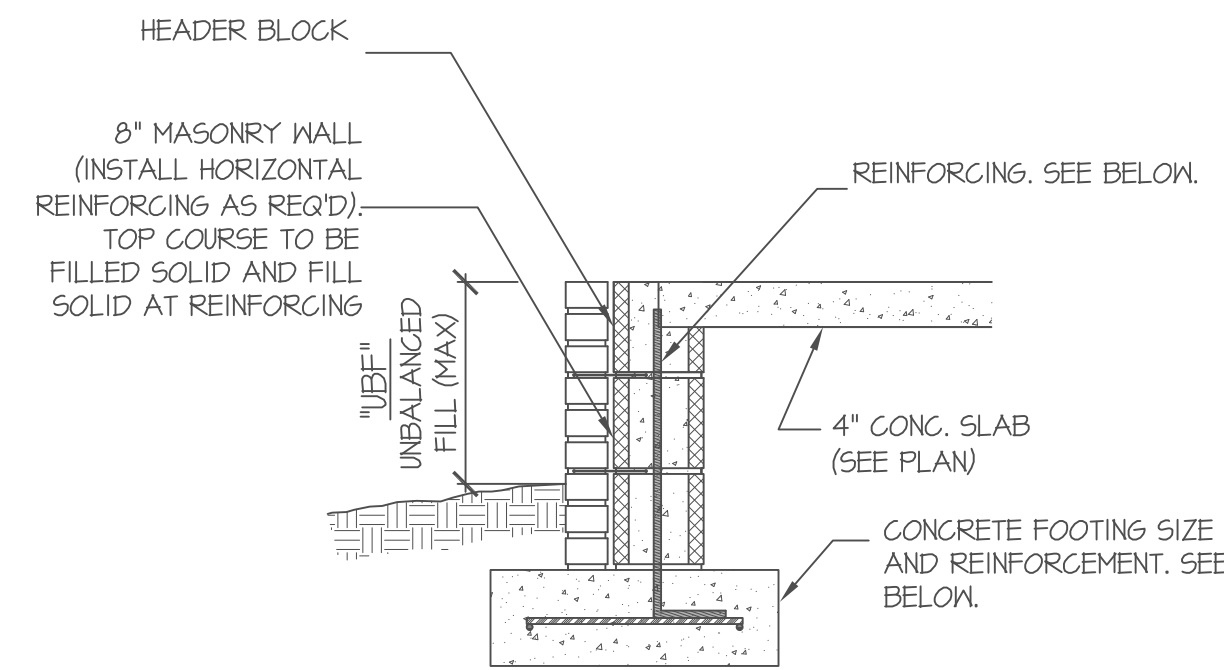 HEADER BLOCK
8" MASONRY WALL
(INSTALL HORIZONTAL
REINFORCING AS REQ'D).
TOP COURSE TO BE
FILLED SOLID AND FILL
SOLID AT REINFORCING
REINFORCING. SEE BELOW.
"UBF"
UNBALANCED
FILL (MAX)
4" CONC. SLAB
(SEE PLAN)
CONCRETE FOOTING SIZE
AND REINFORCEMENT. SEE
BELOW.